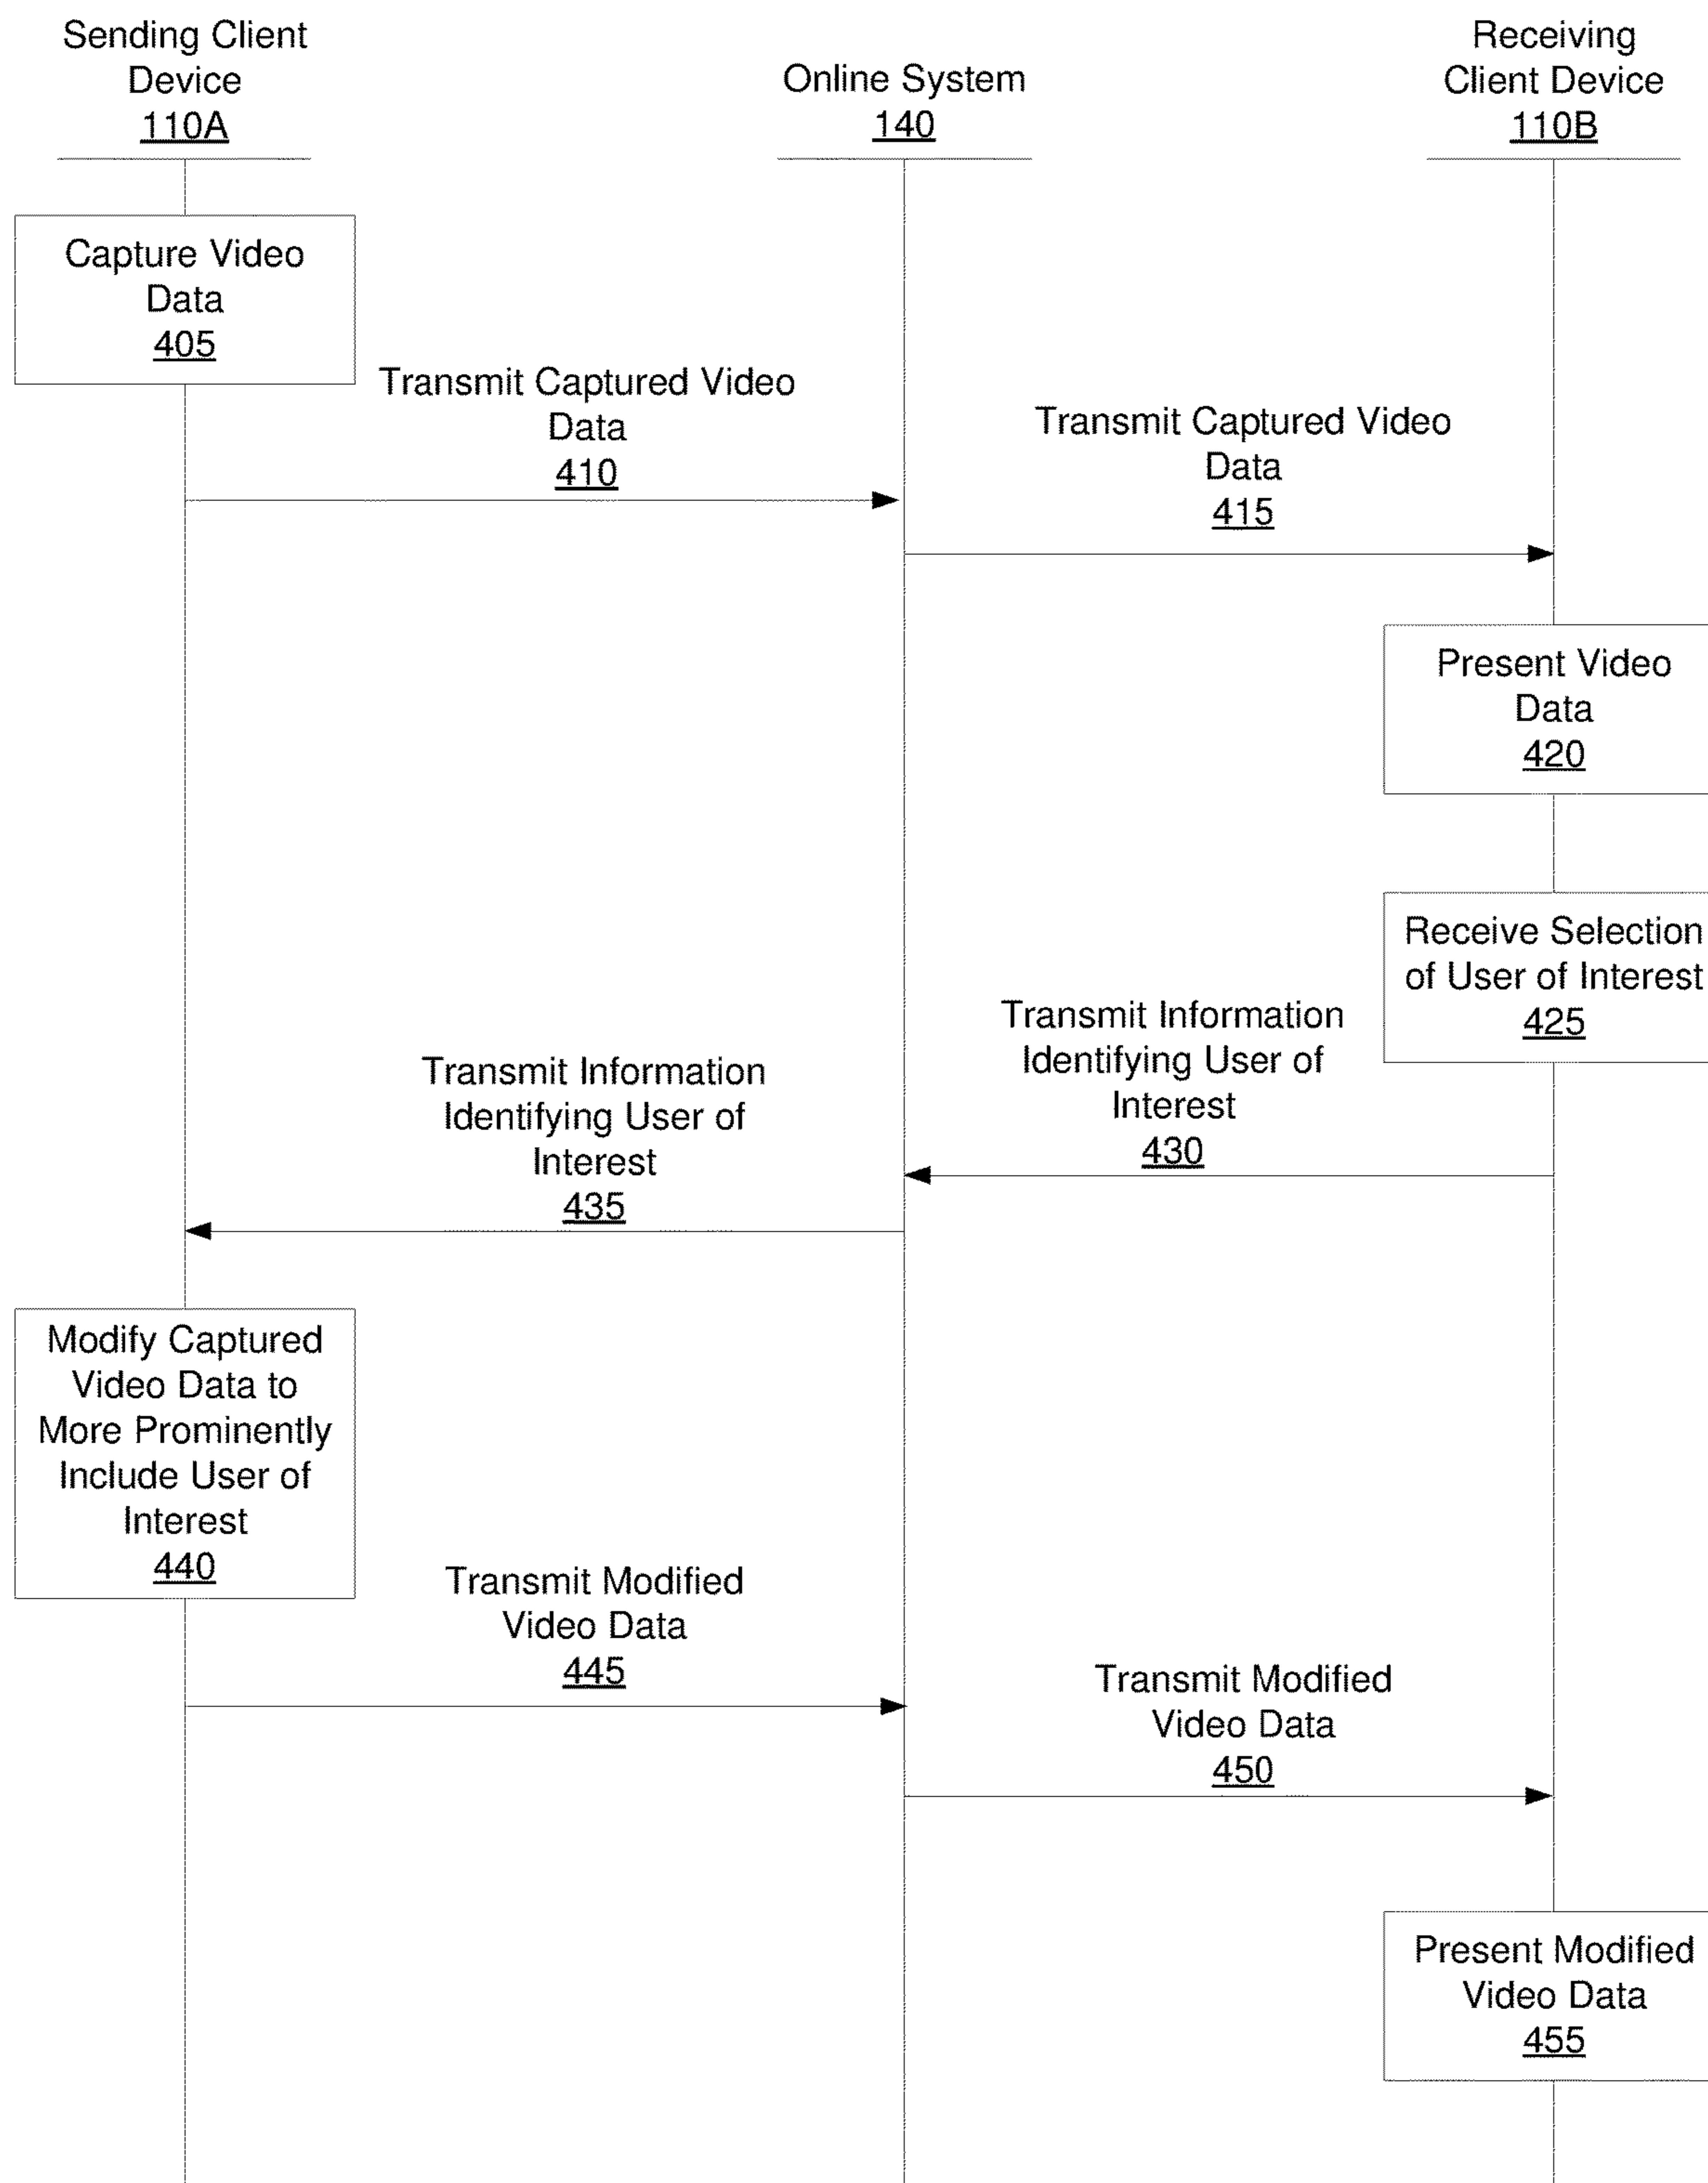 Sending Client
Device
110A
Online System
140
Receiving
Client Device
110B
Capture Video
Data
405
Transmit Captured Video
Data
410
Transmit Captured Video
Data
415
Present Video
Data
420
Receive Selection
of User of Interest
425
Transmit Information
Identifying User of
Interest
430
Transmit Information
Identifying User of
Interest
435
Modify Captured
Video Data to
More Prominently
Include User of
Interest
440
Transmit Modified
Video Data
445
Transmit Modified
Video Data
450
Present Modified
Video Data
455